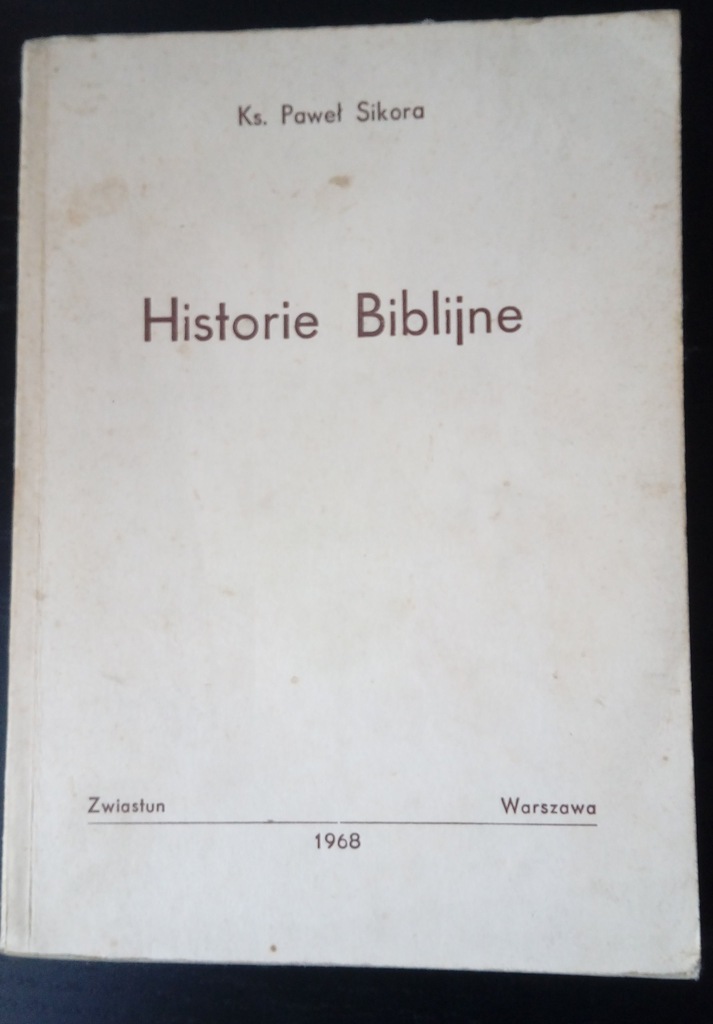 Ks. Paweł Sikora
Historie Biblijne
Zwiastun Warszawa
1968